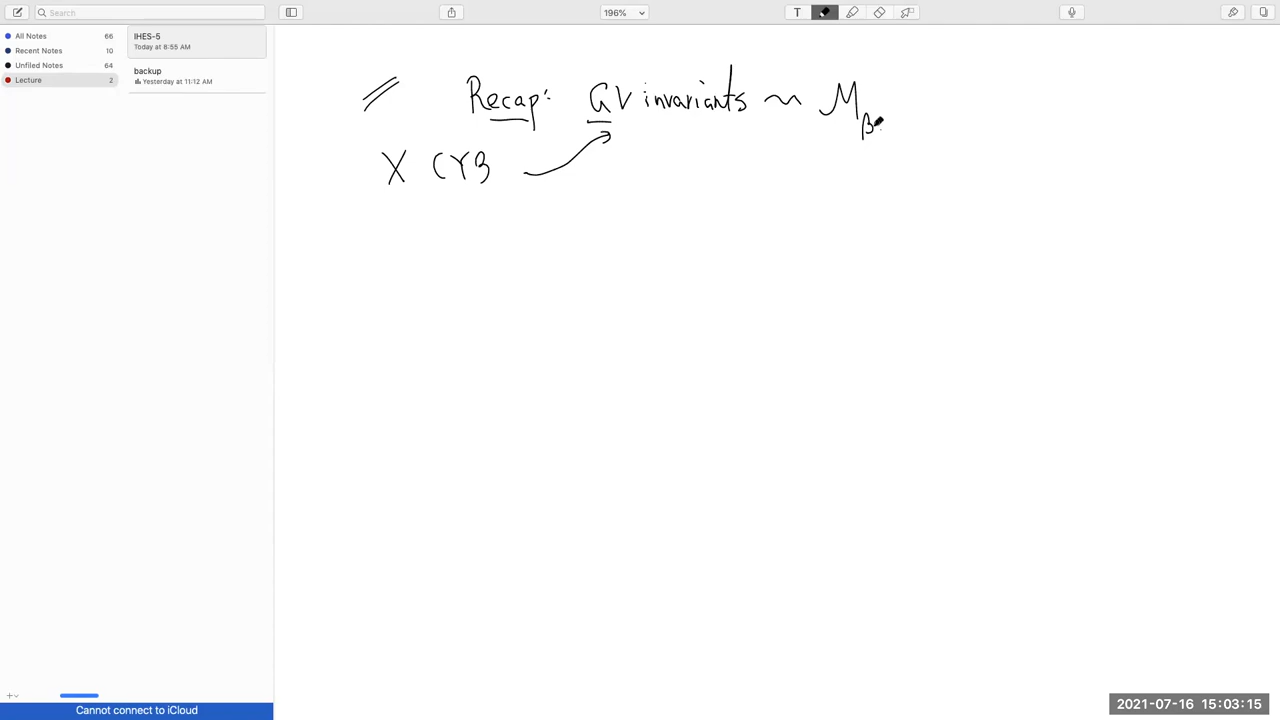 Search
196%
T
All Notes 66
Recent Notes 10
Unfiled Notes 64
Lecture 2
IHES-5
Today at 8:55 AM
backup
Yesterday at 11:12 AM
Recap: GV invariants ~ M_β
X CY3
Cannot connect to iCloud
2021-07-16 15:03:15